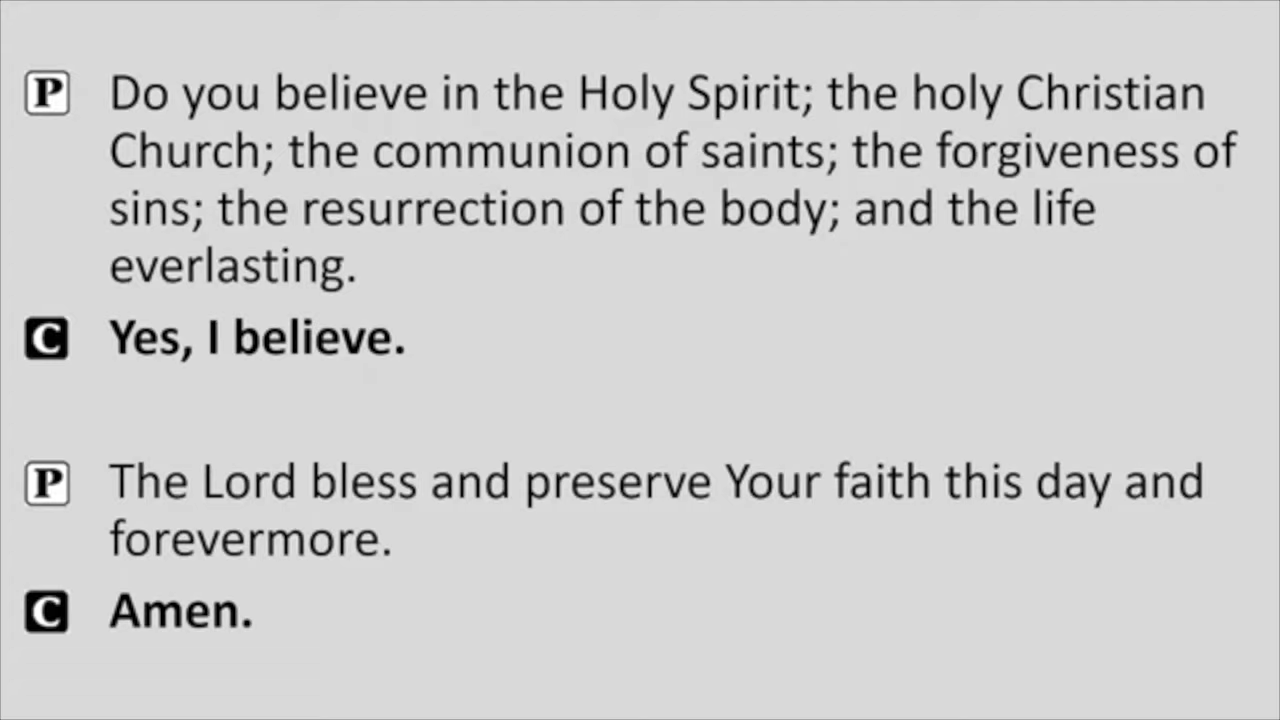 P Do you believe in the Holy Spirit; the holy Christian
Church; the communion of saints; the forgiveness of
sins; the resurrection of the body; and the life
everlasting.
C Yes, I believe.
P The Lord bless and preserve Your faith this day and
forevermore.
C Amen.